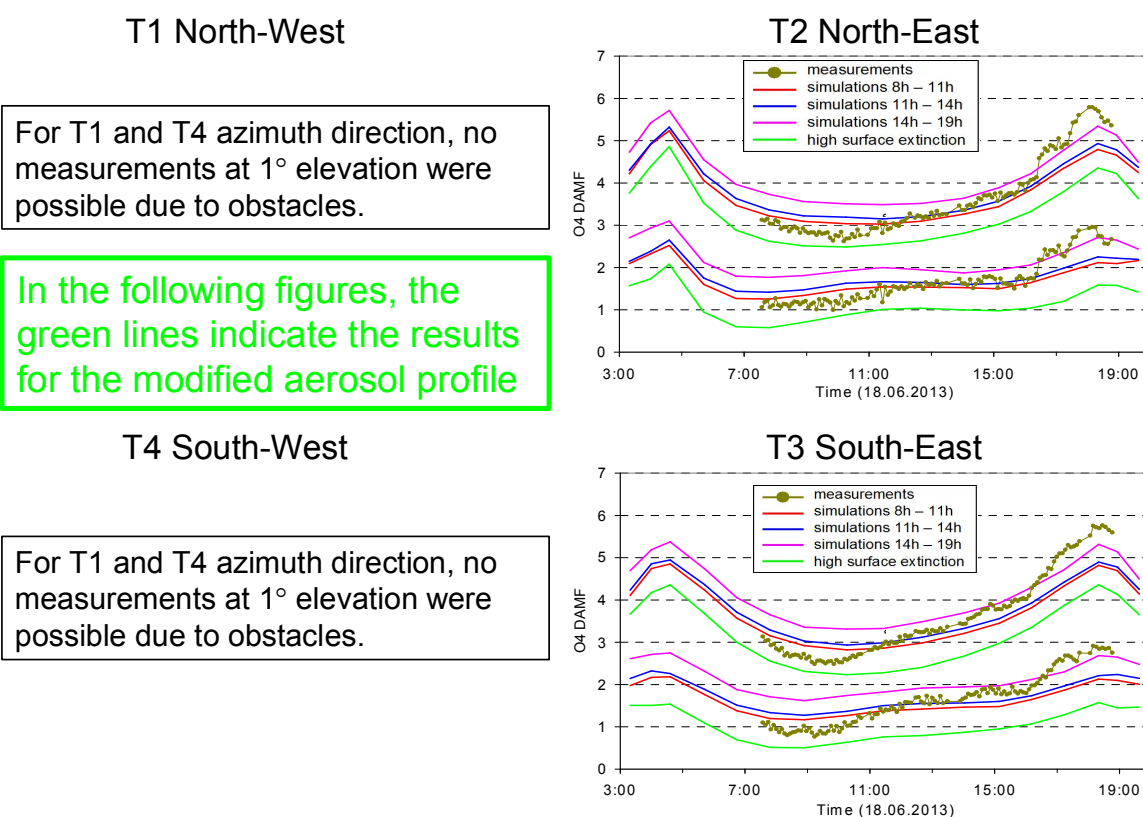 T1 North-West
For T1 and T4 azimuth direction, no
measurements at 1° elevation were
possible due to obstacles.
In the following figures, the
green lines indicate the results
for the modified aerosol profile
T2 North-East
7
6
5
4
3
2
1
0
O4 DAMF
measurements
simulations 8h – 11h
simulations 11h – 14h
simulations 14h – 19h
high surface extinction
3:00 7:00 11:00 15:00 19:00
Time (18.06.2013)
T4 South-West
For T1 and T4 azimuth direction, no
measurements at 1° elevation were
possible due to obstacles.
T3 South-East
7
6
5
4
3
2
1
0
O4 DAMF
measurements
simulations 8h – 11h
simulations 11h – 14h
simulations 14h – 19h
high surface extinction
3:00 7:00 11:00 15:00 19:00
Time (18.06.2013)